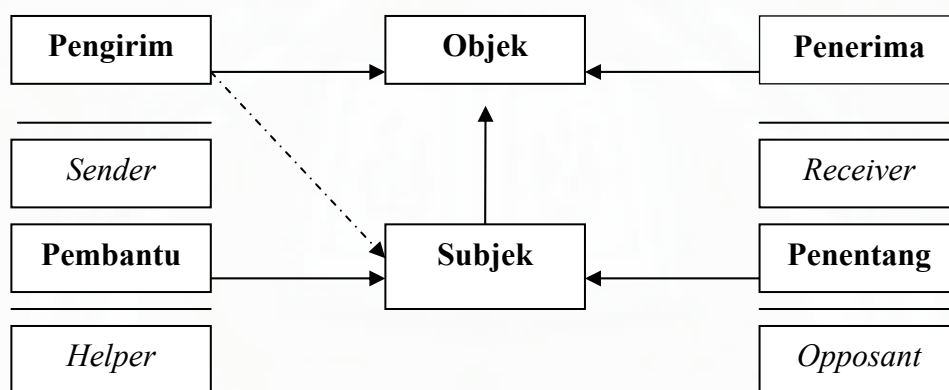 Pengirim
Objek
Penerima
Sender
Receiver
Pembantu
Subjek
Penentang
Helper
Opposant